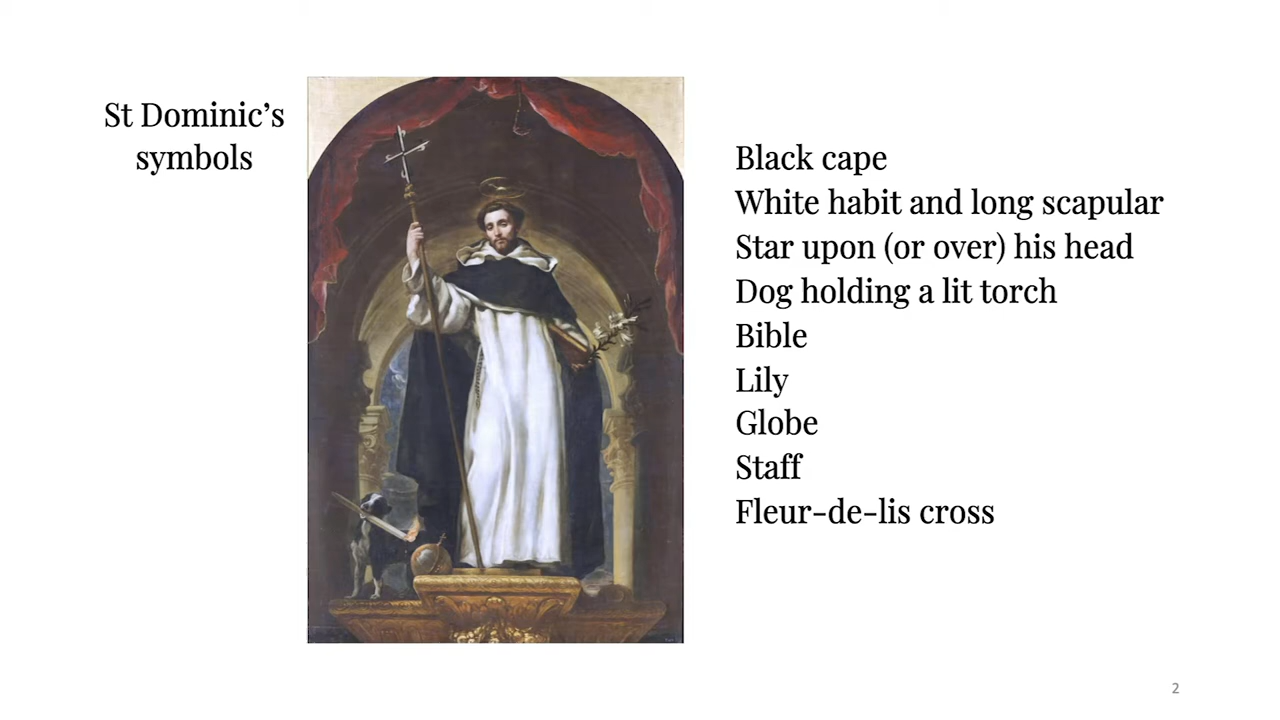 St Dominic’s
symbols
Black cape
White habit and long scapular
Star upon (or over) his head
Dog holding a lit torch
Bible
Lily
Globe
Staff
Fleur-de-lis cross
2